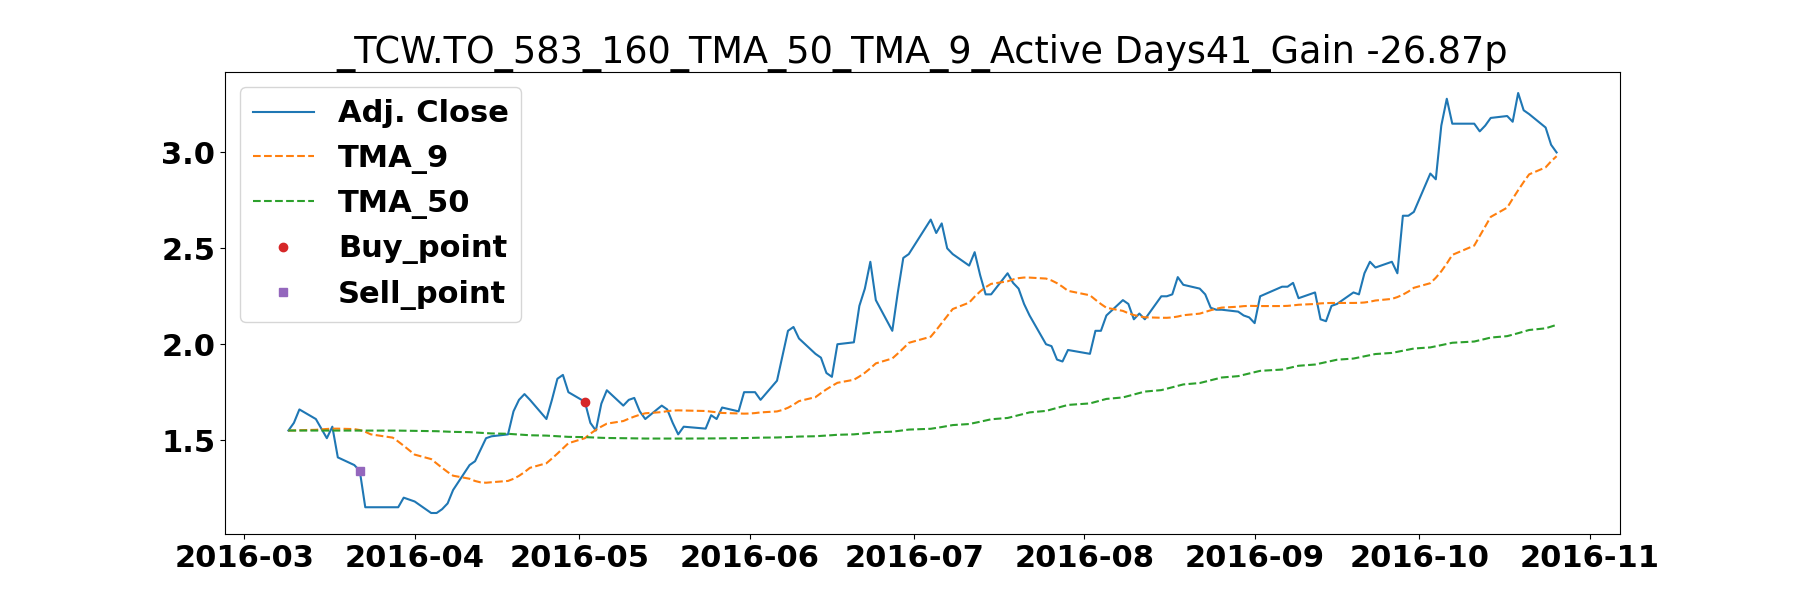 _TCW.TO_583_160_TMA_50_TMA_9_Active Days41_Gain -26.87p
Adj. Close
TMA_9
TMA_50
Buy_point
Sell_point
3.0
2.5
2.0
1.5
2016-03 2016-04 2016-05 2016-06 2016-07 2016-08 2016-09 2016-10 2016-11